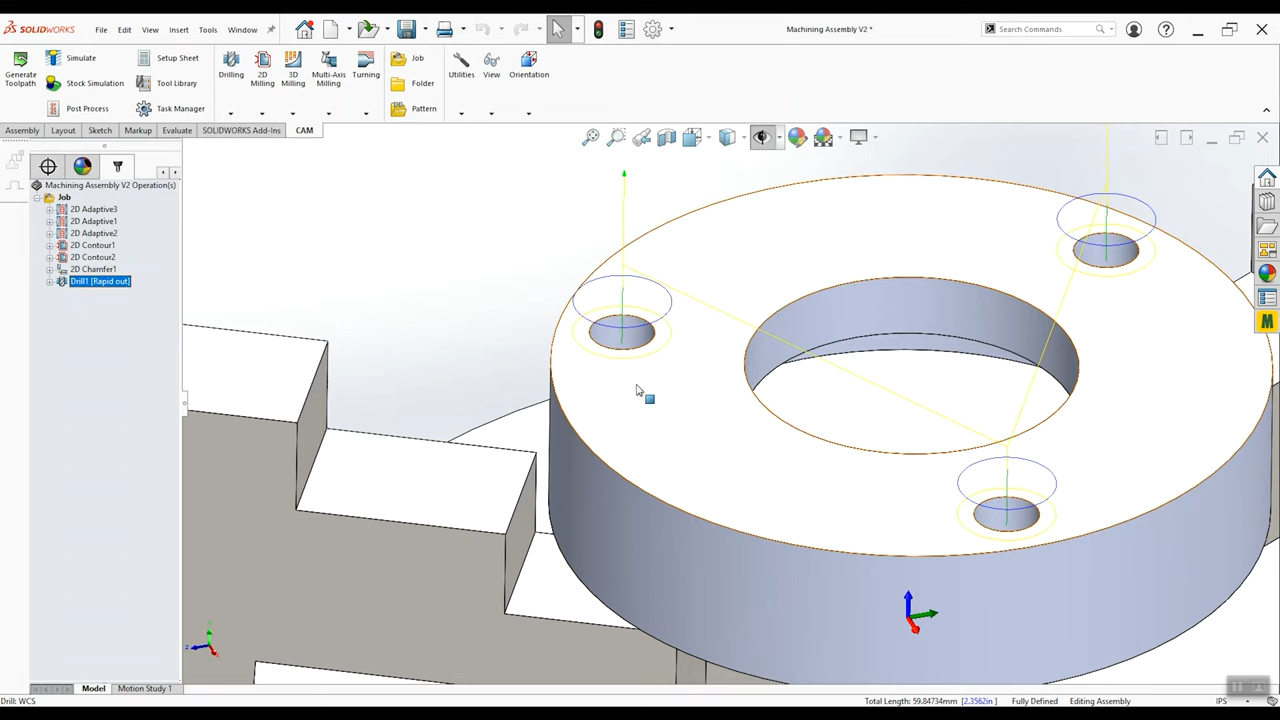 SOLIDWORKS
File
Edit
View
Insert
Tools
Window
Machining Assembly V2 *
Search Commands
Generate
Toolpath
Simulate
Stock Simulation
Post Process
Setup Sheet
Tool Library
Task Manager
Drilling
2D
Milling
3D
Milling
Multi-Axis
Milling
Turning
Job
Folder
Pattern
Utilities
View
Orientation
Assembly
Layout
Sketch
Markup
Evaluate
SOLIDWORKS Add-Ins
CAM
Machining Assembly V2 Operation(s)
Job
2D Adaptive3
2D Adaptive1
2D Adaptive2
2D Contour1
2D Contour2
2D Chamfer1
Drill1 [Rapid out]
M
Model
Motion Study 1
Drill: WCS
Total Length: 59.84734mm [2.3562in]
Fully Defined
Editing Assembly
IPS